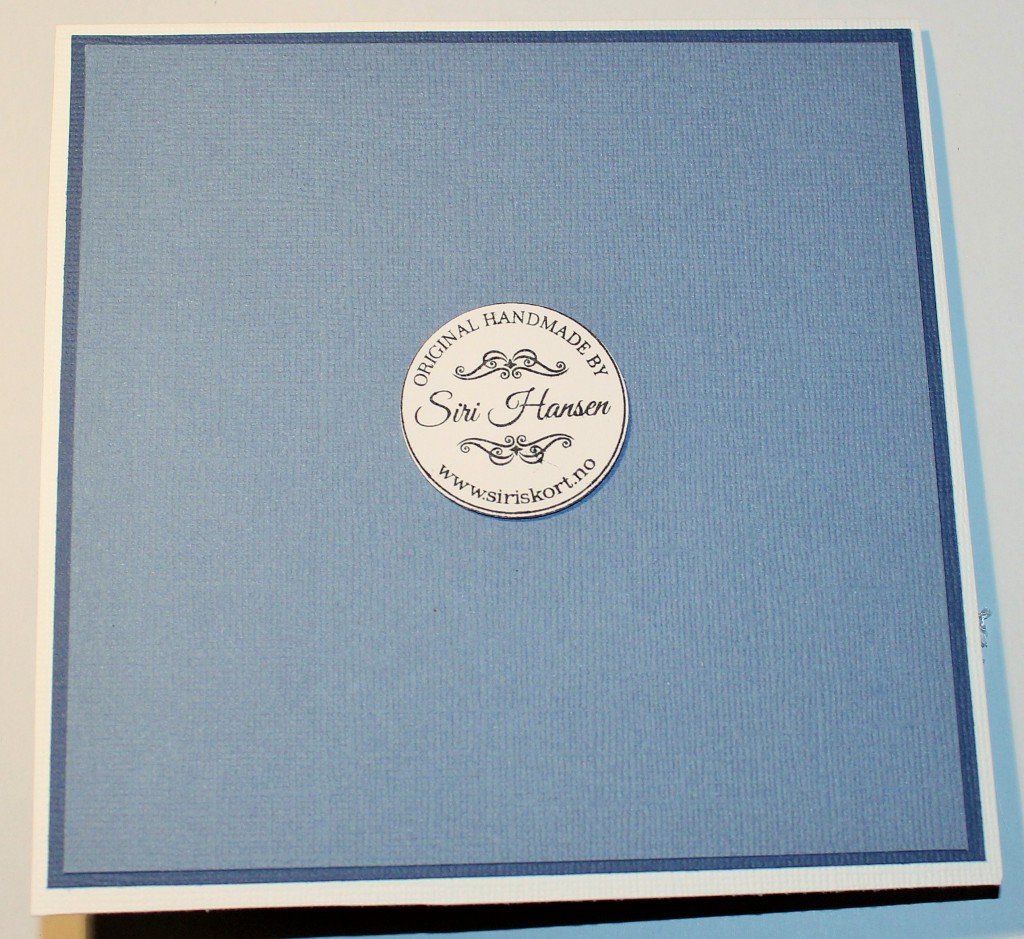 ORIGINAL HANDMADE BY
Siri Hansen
www.siriskort.no